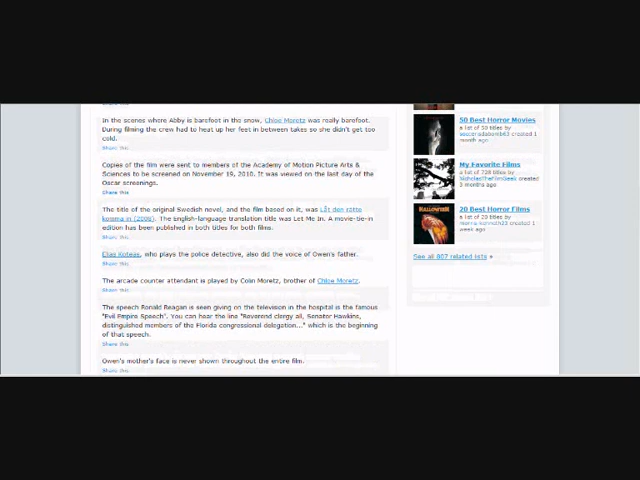 In the scenes where Abby is barefoot in the snow, Chloe Moretz was really barefoot.
During filming the crew had to heat up her feet in between takes so she didn't get too
cold.
Share this
Copies of the film were sent to members of the Academy of Motion Picture Arts &
Sciences to be screened on November 19, 2010. It was viewed on the last day of the
Oscar screenings.
Share this
The title of the original Swedish novel, and the film based on it, was Låt den rätte
komma in (2008). The English-language translation title was Let Me In. A movie-tie-in
edition has been published in both titles for both films.
Share this
Elias Koteas, who plays the police detective, also did the voice of Owen's father.
Share this
The arcade counter attendant is played by Colin Moretz, brother of Chloe Moretz.
Share this
The speech Ronald Reagan is seen giving on the television in the hospital is the famous
"Evil Empire Speech". You can hear the line "Reverend clergy all, Senator Hawkins,
distinguished members of the Florida congressional delegation..." which is the beginning
of that speech.
Share this
Owen's mother's face is never shown throughout the entire film.
Share this
50 Best Horror Movies
a list of 50 titles by
created 1
month ago
My Favorite Films
a list of 728 titles by
NicholasTheFilmGeek created
3 months ago
20 Best Horror Films
a list of 20 titles by
created 1
week ago
See all 807 related lists »